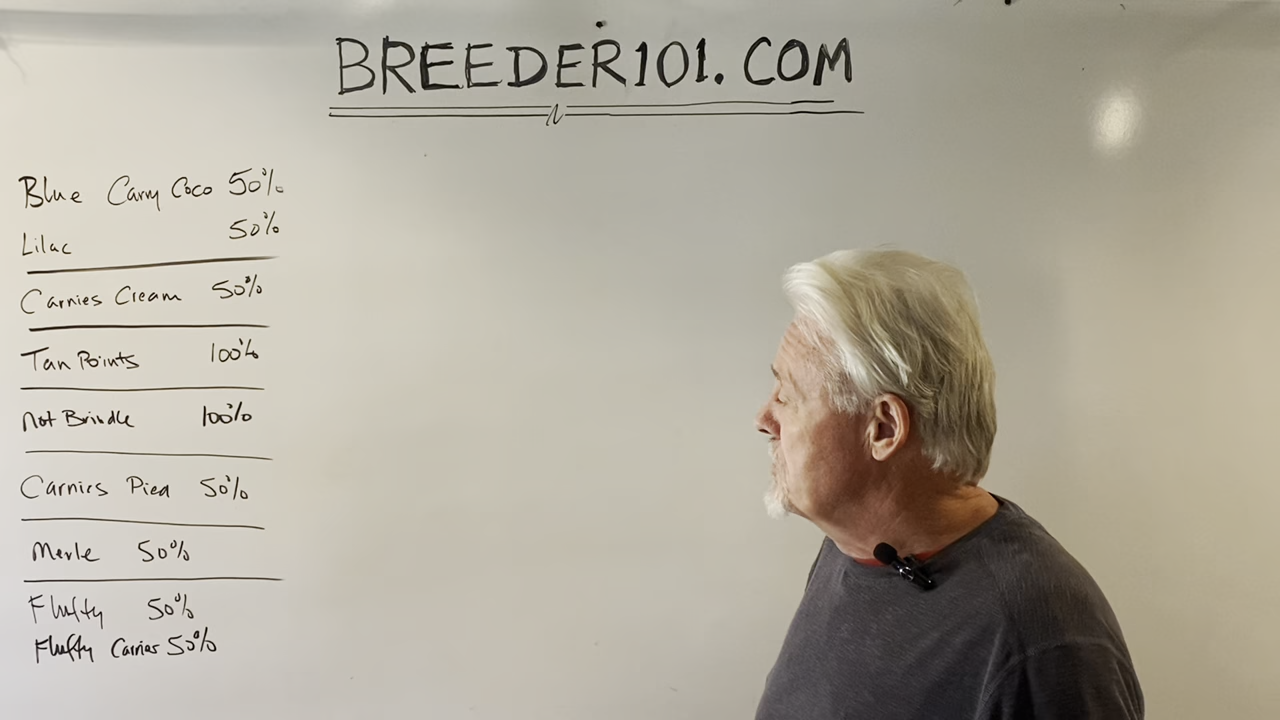 BREEDER101.COM
Blue Carry Coco 50%
Lilac 50%
Carries Cream 50%
Tan Points 100%
Not Brindle 100%
Carries Pied 50%
Merle 50%
Fluffy 50%
Fluffy Carrier 50%